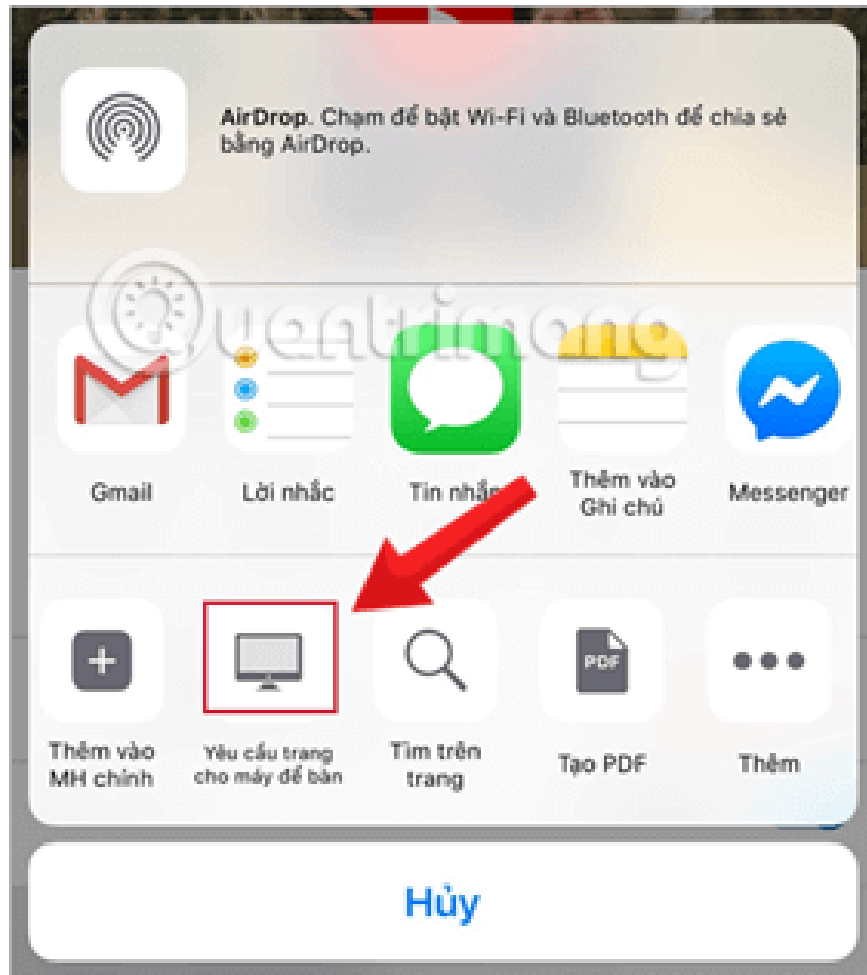 AirDrop. Chạm để bật Wi-Fi và Bluetooth để chia sẻ
bằng AirDrop.
Quantrimang
Gmail
Lời nhắc
Tin nhắn
Thêm vào
Ghi chú
Messenger
PDF
Thêm vào
MH chính
Yêu cầu trang
cho máy để bàn
Tìm trên
trang
Tạo PDF
Thêm
Hủy